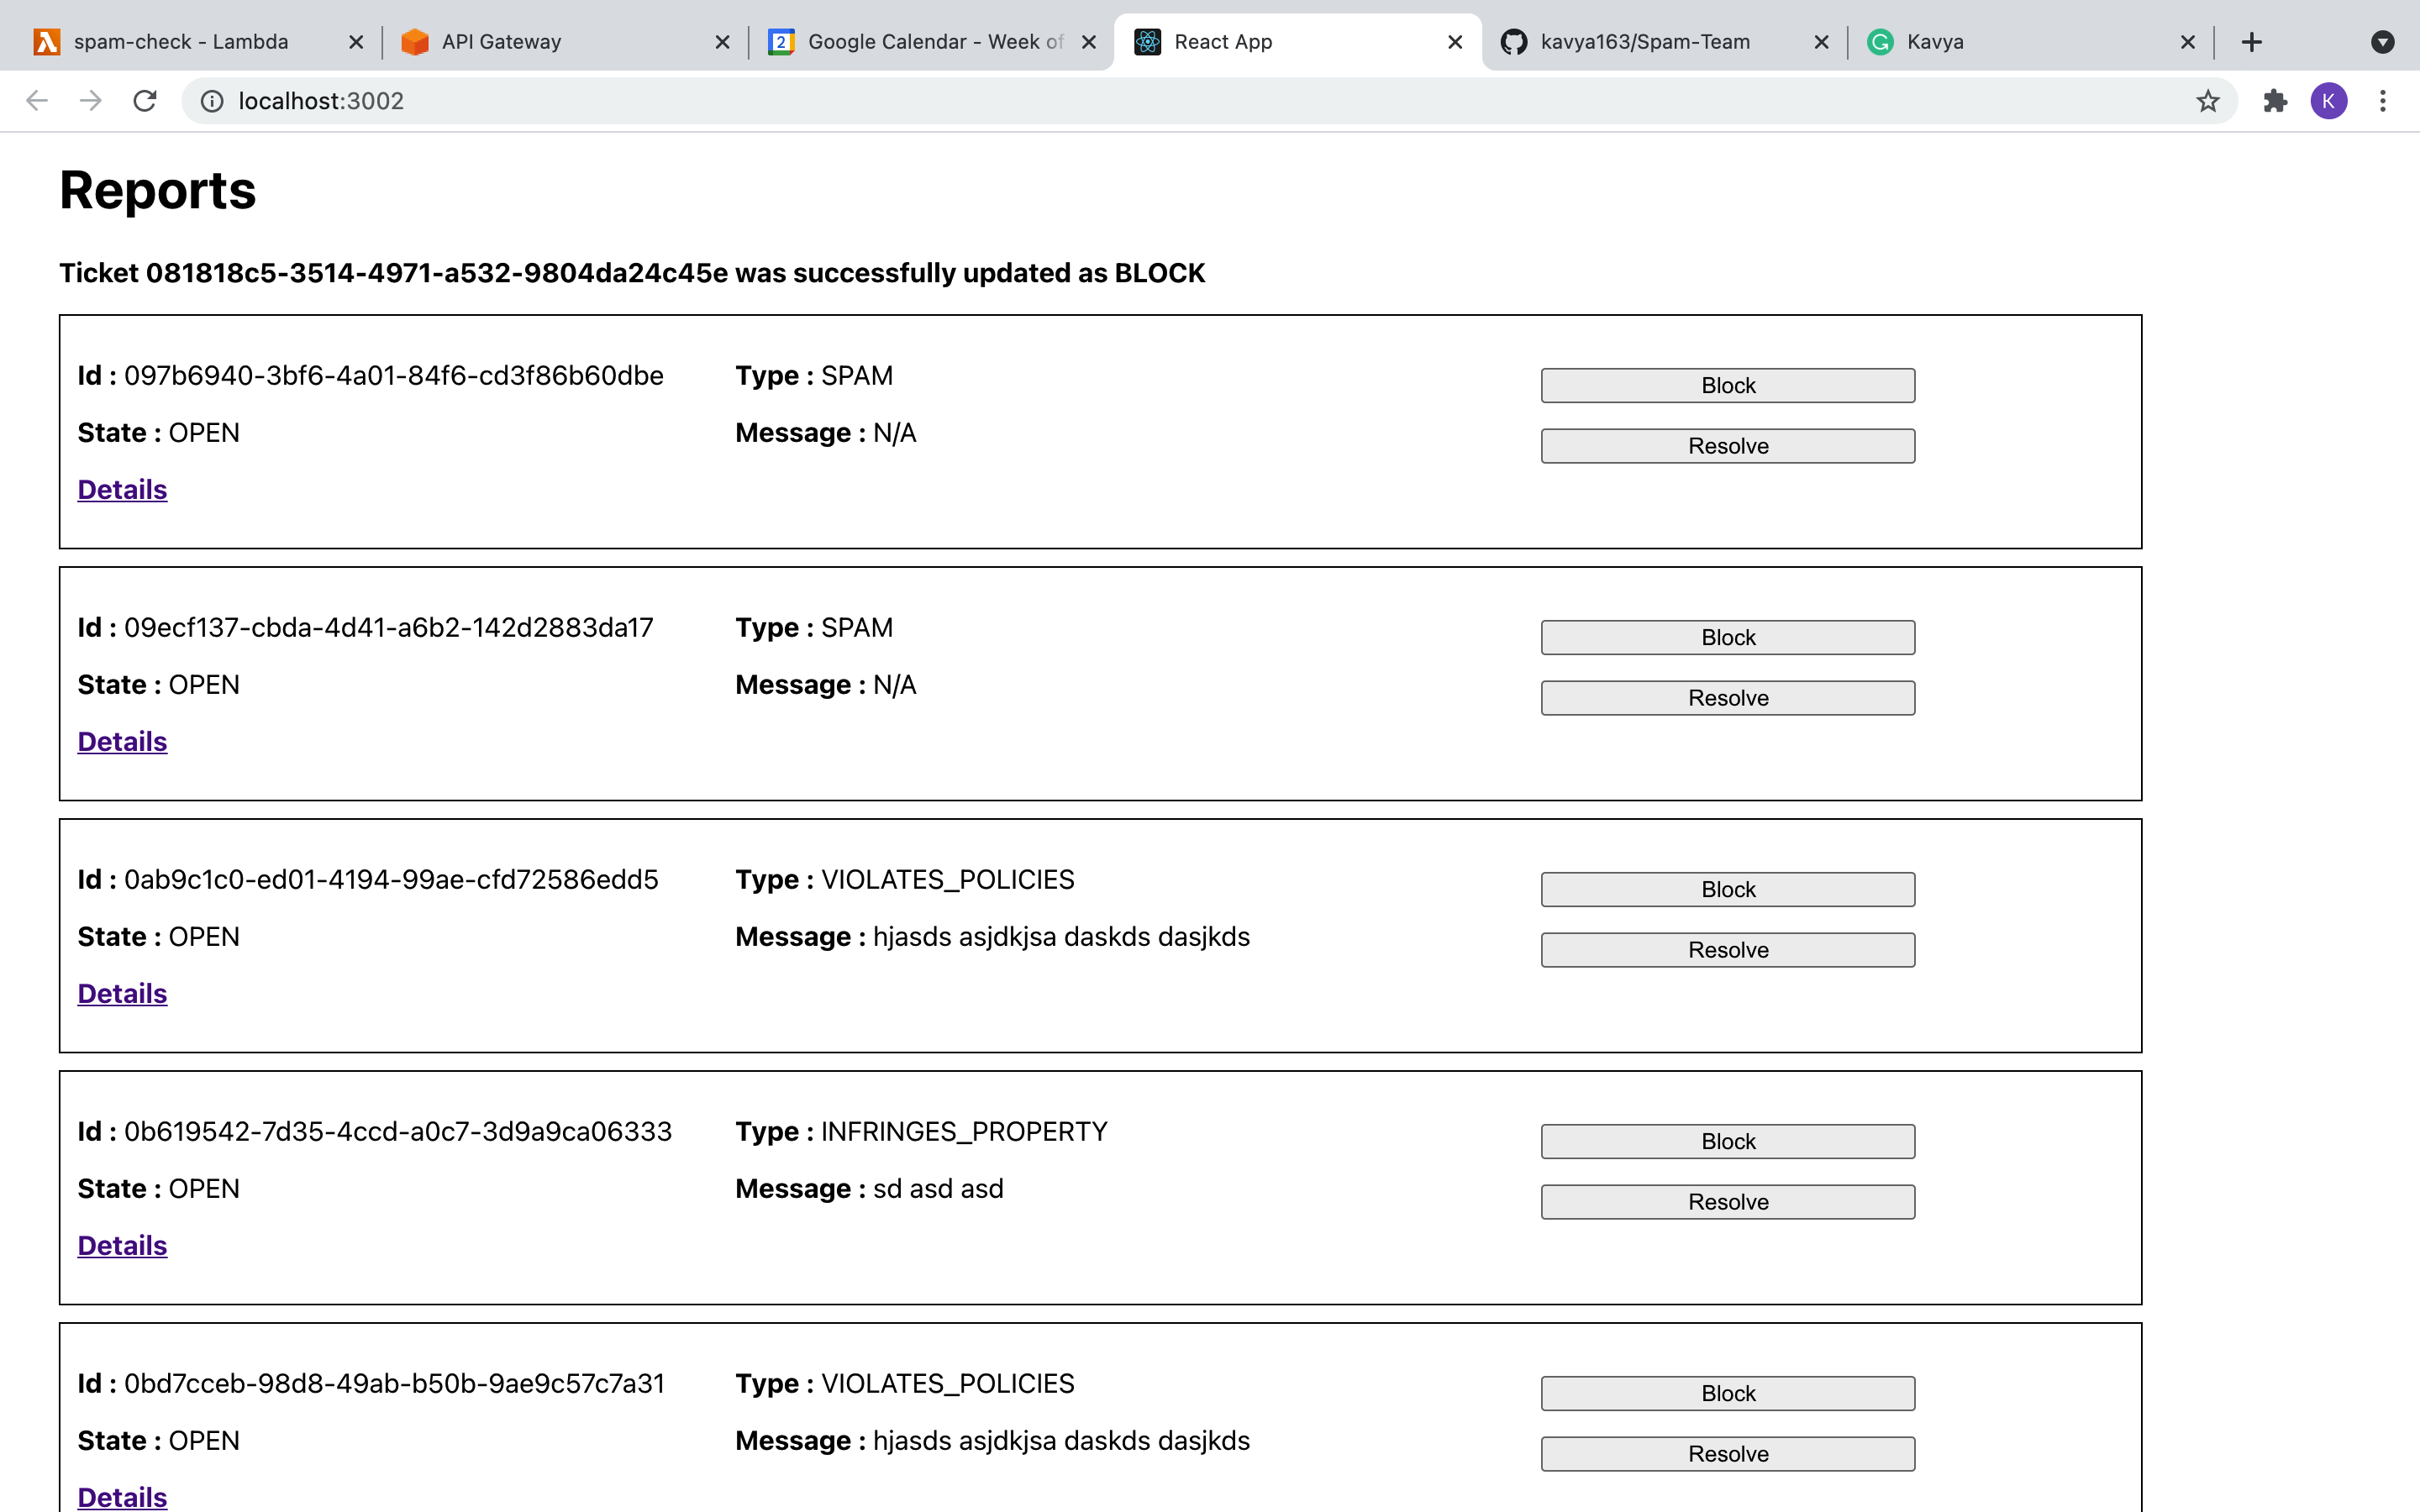 spam-check - Lambda
API Gateway
2
Google Calendar - Week of
React App
kavya163/Spam-Team
G
Kavya
localhost:3002
K
Reports
Ticket 081818c5-3514-4971-a532-9804da24c45e was successfully updated as BLOCK
Id : 097b6940-3bf6-4a01-84f6-cd3f86b60dbe
Type : SPAM
Block
State : OPEN
Message : N/A
Resolve
Details
Id : 09ecf137-cbda-4d41-a6b2-142d2883da17
Type : SPAM
Block
State : OPEN
Message : N/A
Resolve
Details
Id : 0ab9c1c0-ed01-4194-99ae-cfd72586edd5
Type : VIOLATES_POLICIES
Block
State : OPEN
Message : hjasds asjdkjsa daskds dasjkds
Resolve
Details
Id : 0b619542-7d35-4ccd-a0c7-3d9a9ca06333
Type : INFRINGES_PROPERTY
Block
State : OPEN
Message : sd asd asd
Resolve
Details
Id : 0bd7cceb-98d8-49ab-b50b-9ae9c57c7a31
Type : VIOLATES_POLICIES
Block
State : OPEN
Message : hjasds asjdkjsa daskds dasjkds
Resolve
Details